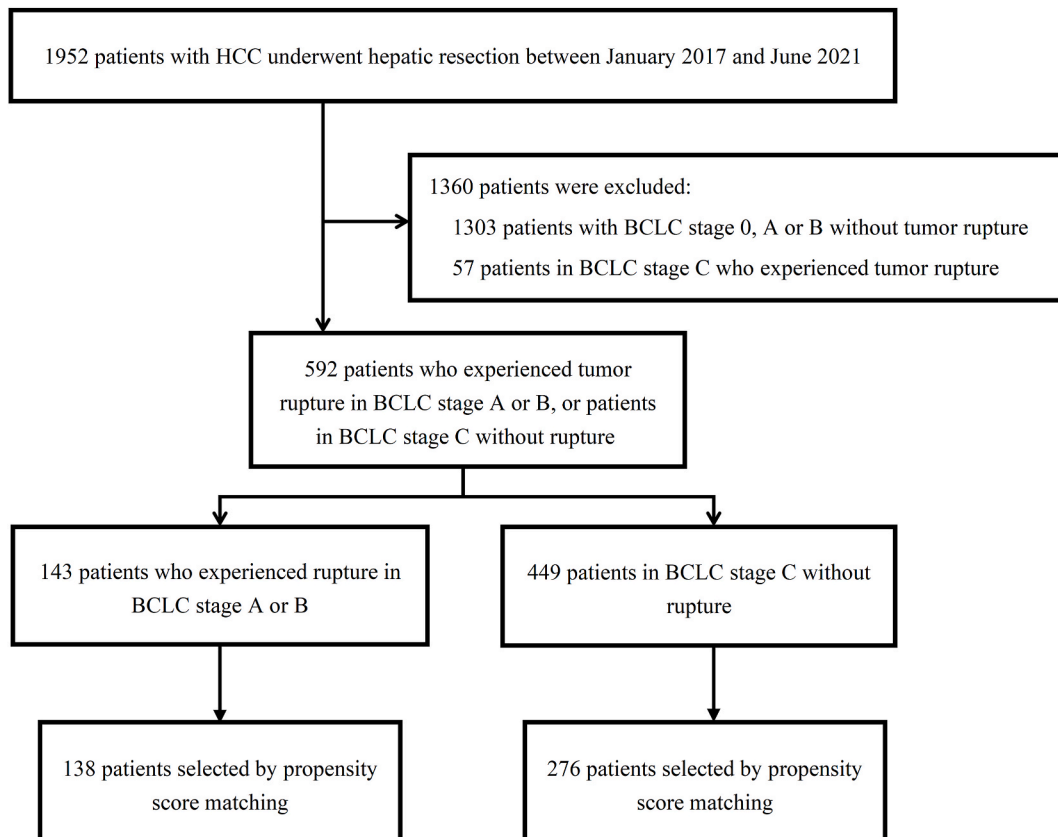 1952 patients with HCC underwent hepatic resection between January 2017 and June 2021
1360 patients were excluded:
1303 patients with BCLC stage 0, A or B without tumor rupture
57 patients in BCLC stage C who experienced tumor rupture
592 patients who experienced tumor
rupture in BCLC stage A or B, or patients
in BCLC stage C without rupture
143 patients who experienced rupture in
BCLC stage A or B
449 patients in BCLC stage C without
rupture
138 patients selected by propensity
score matching
276 patients selected by propensity
score matching